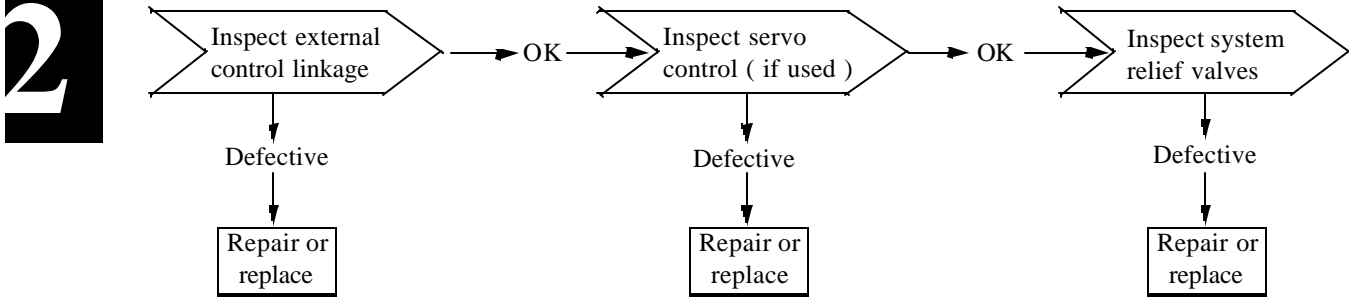 2
Inspect external
control linkage
OK
Inspect servo
control ( if used )
OK
Inspect system
relief valves
Defective
Defective
Defective
Repair or
replace
Repair or
replace
Repair or
replace